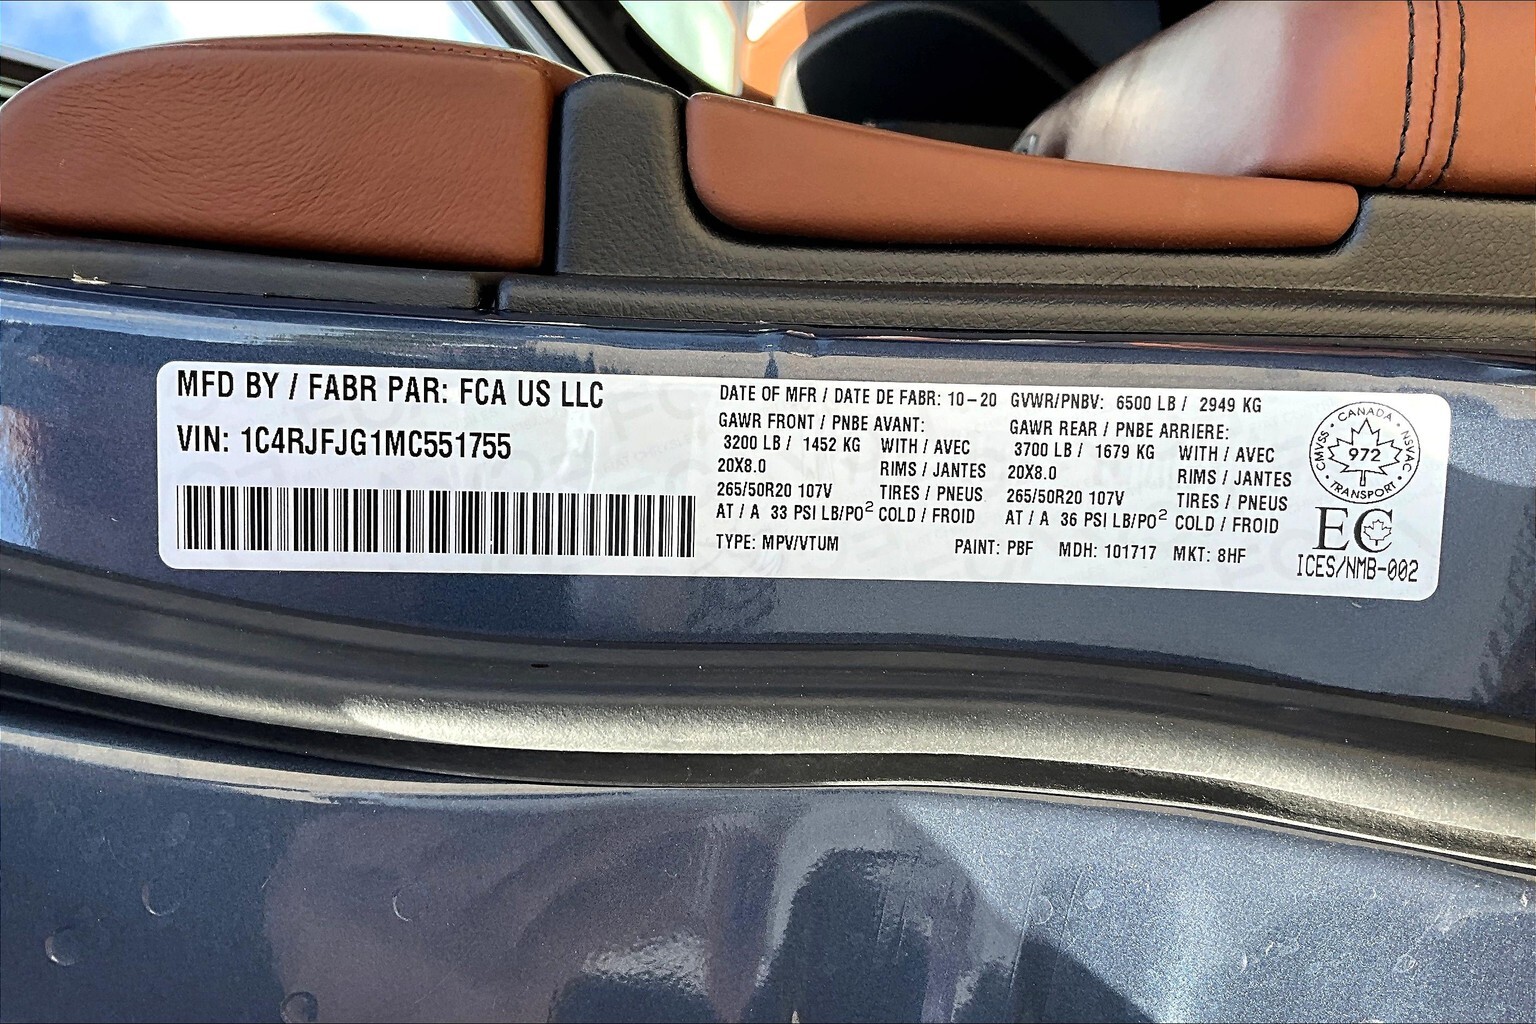 MFD BY / FABR PAR: FCA US LLC
VIN: 1C4RJFJG1MC551755
DATE OF MFR / DATE DE FABR: 10-20 GVWR/PNBV: 6500 LB / 2949 KG
GAWR FRONT / PNBE AVANT:
3200 LB / 1452 KG WITH / AVEC
20X8.0 RIMS / JANTES
265/50R20 107V TIRES / PNEUS
AT / A 33 PSI LB/PO² COLD / FROID
GAWR REAR / PNBE ARRIERE:
3700 LB / 1679 KG WITH / AVEC
20X8.0 RIMS / JANTES
265/50R20 107V TIRES / PNEUS
AT / A 36 PSI LB/PO² COLD / FROID
TYPE: MPV/VTUM PAINT: PBF MDH: 101717 MKT: 8HF
CANADA
CMVSS 972 NSVAC
TRANSPORT
EC
ICES/NMB-002